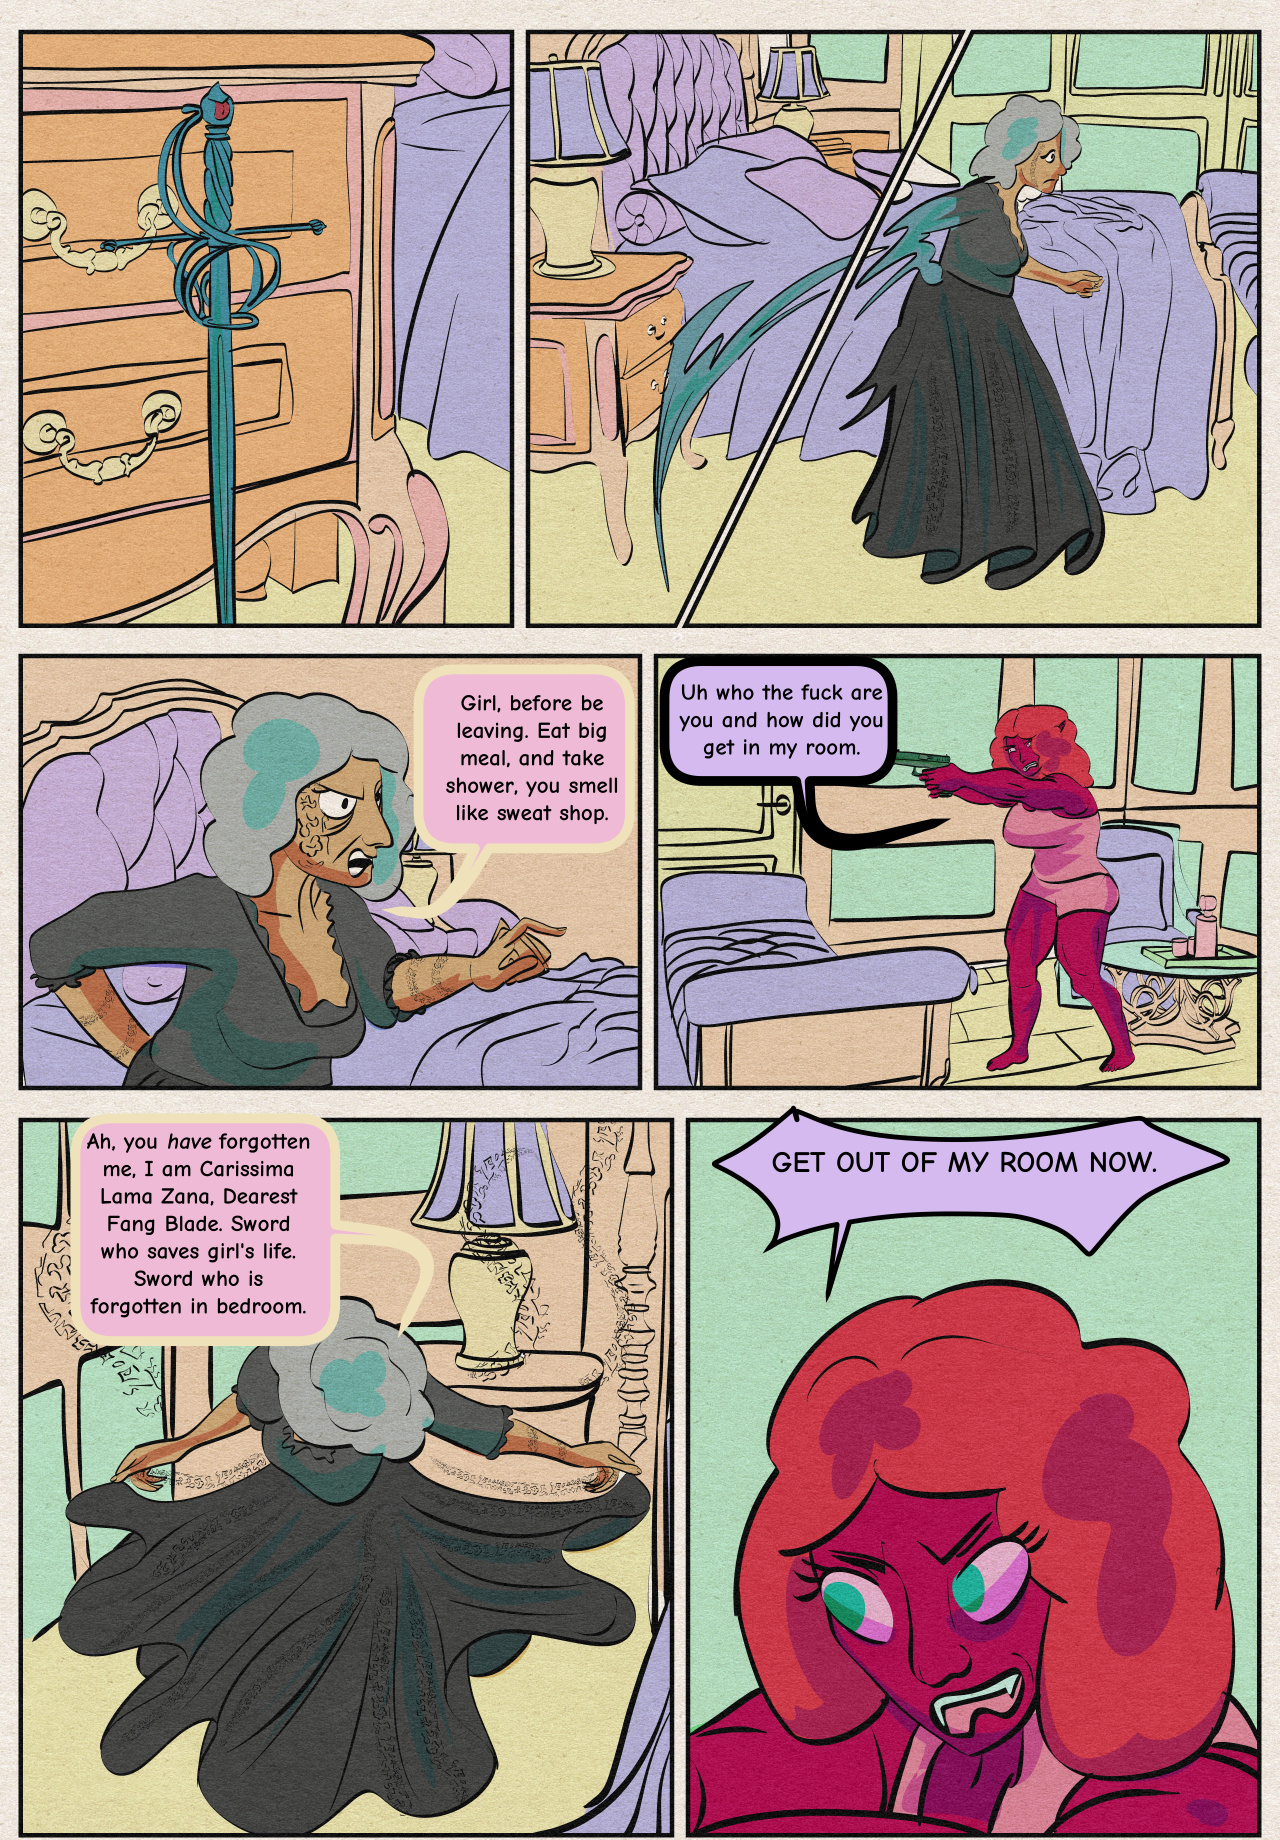 Girl, before be
leaving. Eat big
meal, and take
shower, you smell
like sweat shop.
Uh who the fuck are
you and how did you
get in my room.
Ah, you have forgotten
me, I am Carissima
Lama Zana, Dearest
Fang Blade. Sword
who saves girl's life.
Sword who is
forgotten in bedroom.
GET OUT OF MY ROOM NOW.